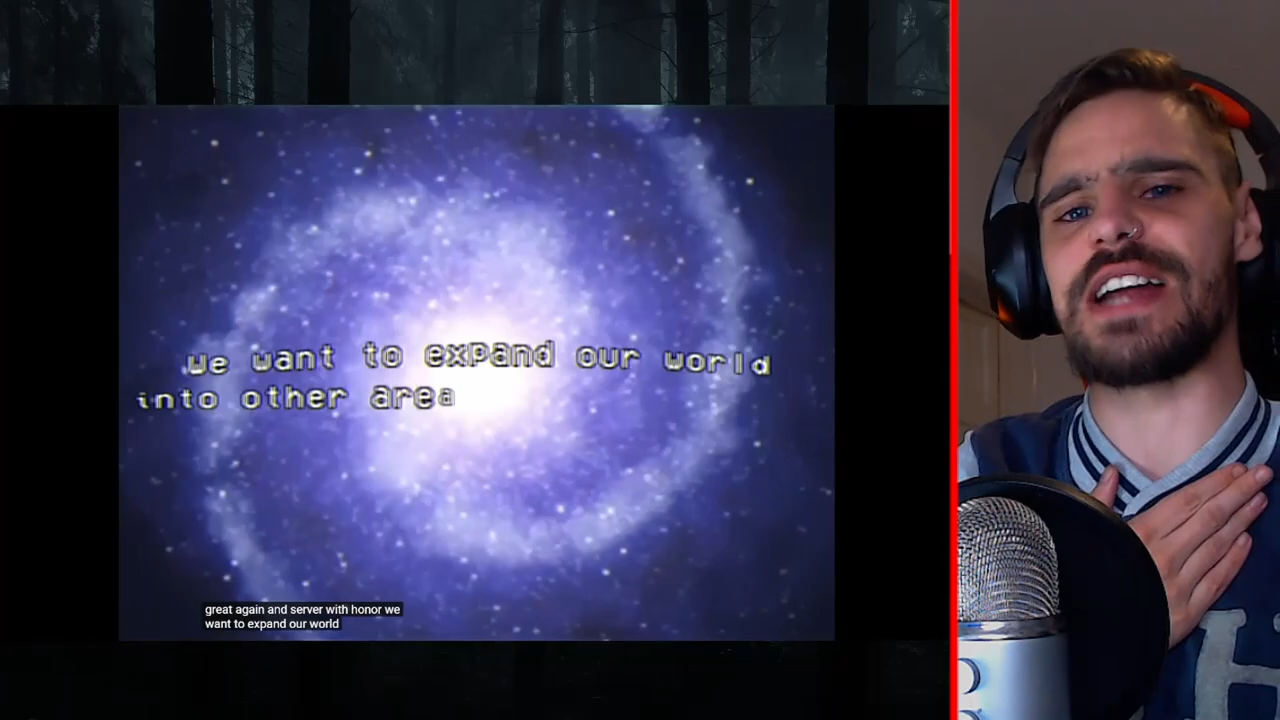 We want to expand our world
into other area
great again and server with honor we
want to expand our world
H